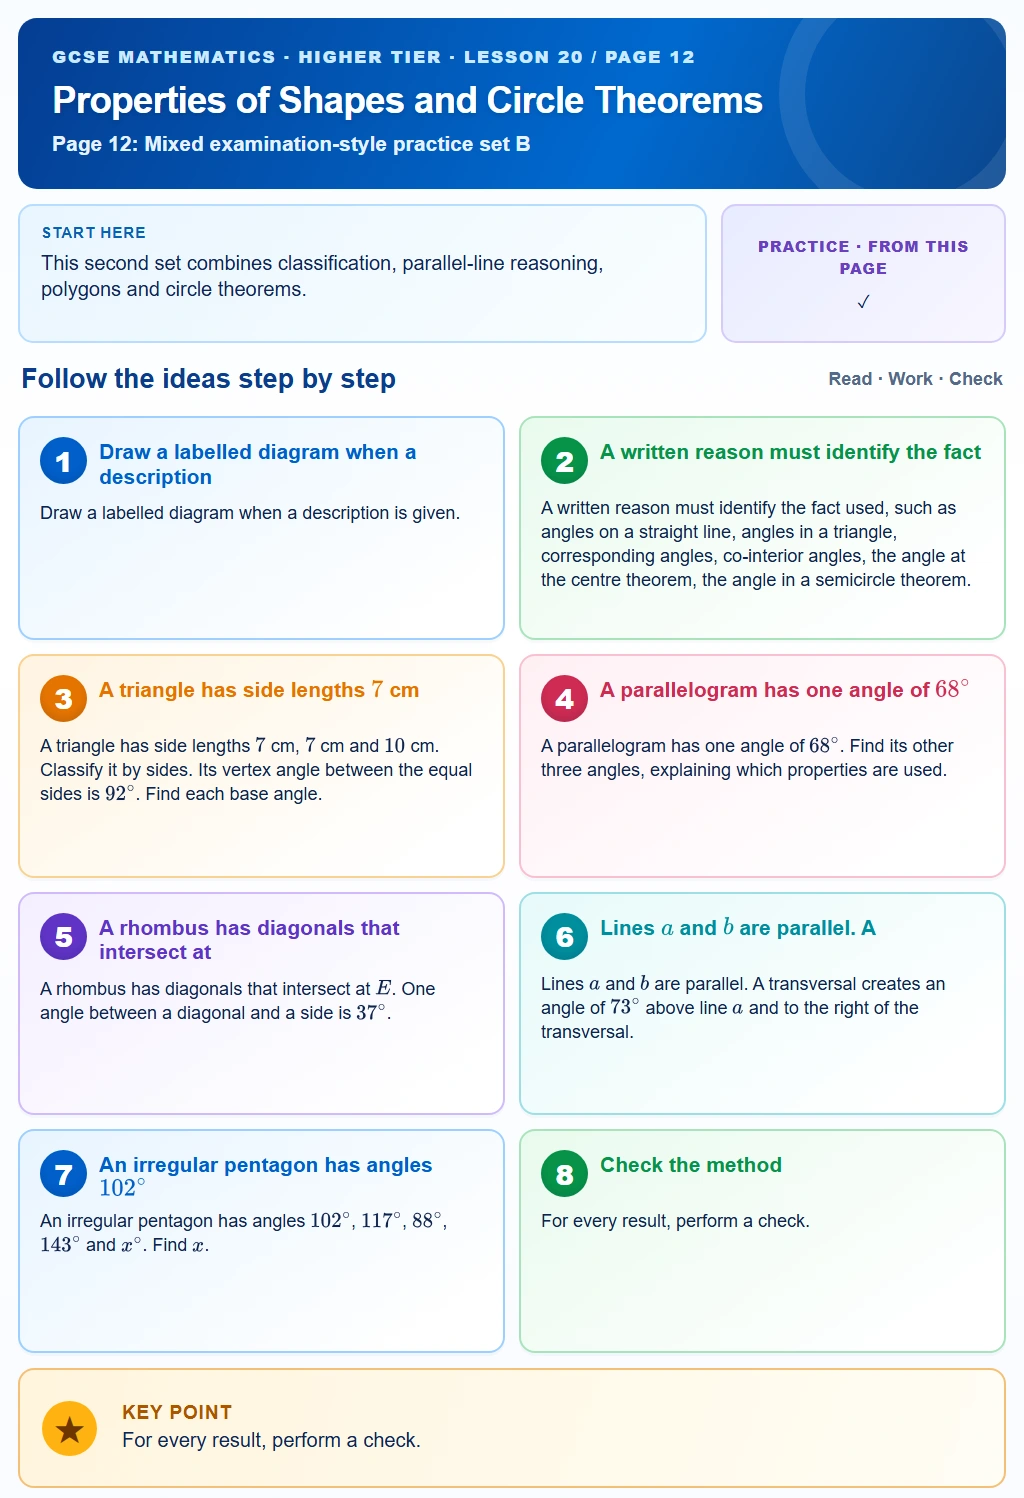 GCSE MATHEMATICS · HIGHER TIER · LESSON 20 / PAGE 12
Properties of Shapes and Circle Theorems
Page 12: Mixed examination-style practice set B
START HERE
This second set combines classification, parallel-line reasoning,
polygons and circle theorems.
PRACTICE · FROM THIS
PAGE
✓
Follow the ideas step by step
Read · Work · Check
1
Draw a labelled diagram when a
description
Draw a labelled diagram when a description is given.
2
A written reason must identify the fact
A written reason must identify the fact used, such as
angles on a straight line, angles in a triangle,
corresponding angles, co-interior angles, the angle at
the centre theorem, the angle in a semicircle theorem.
3
A triangle has side lengths 7 cm
A triangle has side lengths 7 cm, 7 cm and 10 cm.
Classify it by sides. Its vertex angle between the equal
sides is 92°. Find each base angle.
4
A parallelogram has one angle of 68°
A parallelogram has one angle of 68°. Find its other
three angles, explaining which properties are used.
5
A rhombus has diagonals that
intersect at
A rhombus has diagonals that intersect at E. One
angle between a diagonal and a side is 37°.
6
Lines a and b are parallel. A
Lines a and b are parallel. A transversal creates an
angle of 73° above line a and to the right of the
transversal.
7
An irregular pentagon has angles
102°
An irregular pentagon has angles 102°, 117°, 88°,
143° and x°. Find x.
8
Check the method
For every result, perform a check.
★
KEY POINT
For every result, perform a check.